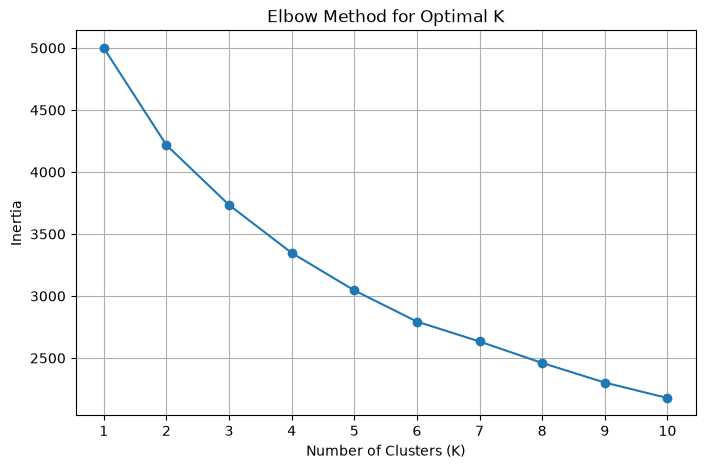 Elbow Method for Optimal K
5000
4500
4000
3500
3000
2500
Inertia
1 2 3 4 5 6 7 8 9 10
Number of Clusters (K)